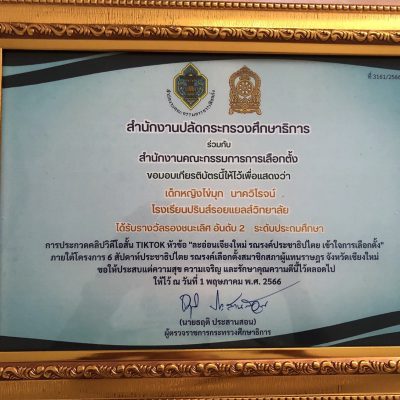 ที่ 3161/2566
สำนักงานปลัดกระทรวงศึกษาธิการ
ร่วมกับ
สำนักงานคณะกรรมการการเลือกตั้ง
ขอมอบเกียรติบัตรนี้ให้ไว้เพื่อแสดงว่า
เด็กหญิงไข่มุก นาควิโรจน์
โรงเรียนปรินส์รอยแยลส์วิทยาลัย
ได้รับรางวัลรองชนะเลิศ อันดับ 2 ระดับประถมศึกษา
การประกวดคลิปวิดีโอสั้น TIKTOK หัวข้อ "ละอ่อนเจียงใหม่ รณรงค์ประชาธิปไตย เข้าใจการเลือกตั้ง"
ภายใต้โครงการ 6 สัปดาห์ประชาธิปไตย รณรงค์เลือกตั้งสมาชิกสภาผู้แทนราษฎร จังหวัดเชียงใหม่
ขอให้ประสบแต่ความสุข ความเจริญ และรักษาคุณความดีนี้ไว้ตลอดไป
ให้ไว้ ณ วันที่ 1 พฤษภาคม พ.ศ. 2566
(นายธฤติ ประสานสอน)
ผู้ตรวจราชการกระทรวงศึกษาธิการ